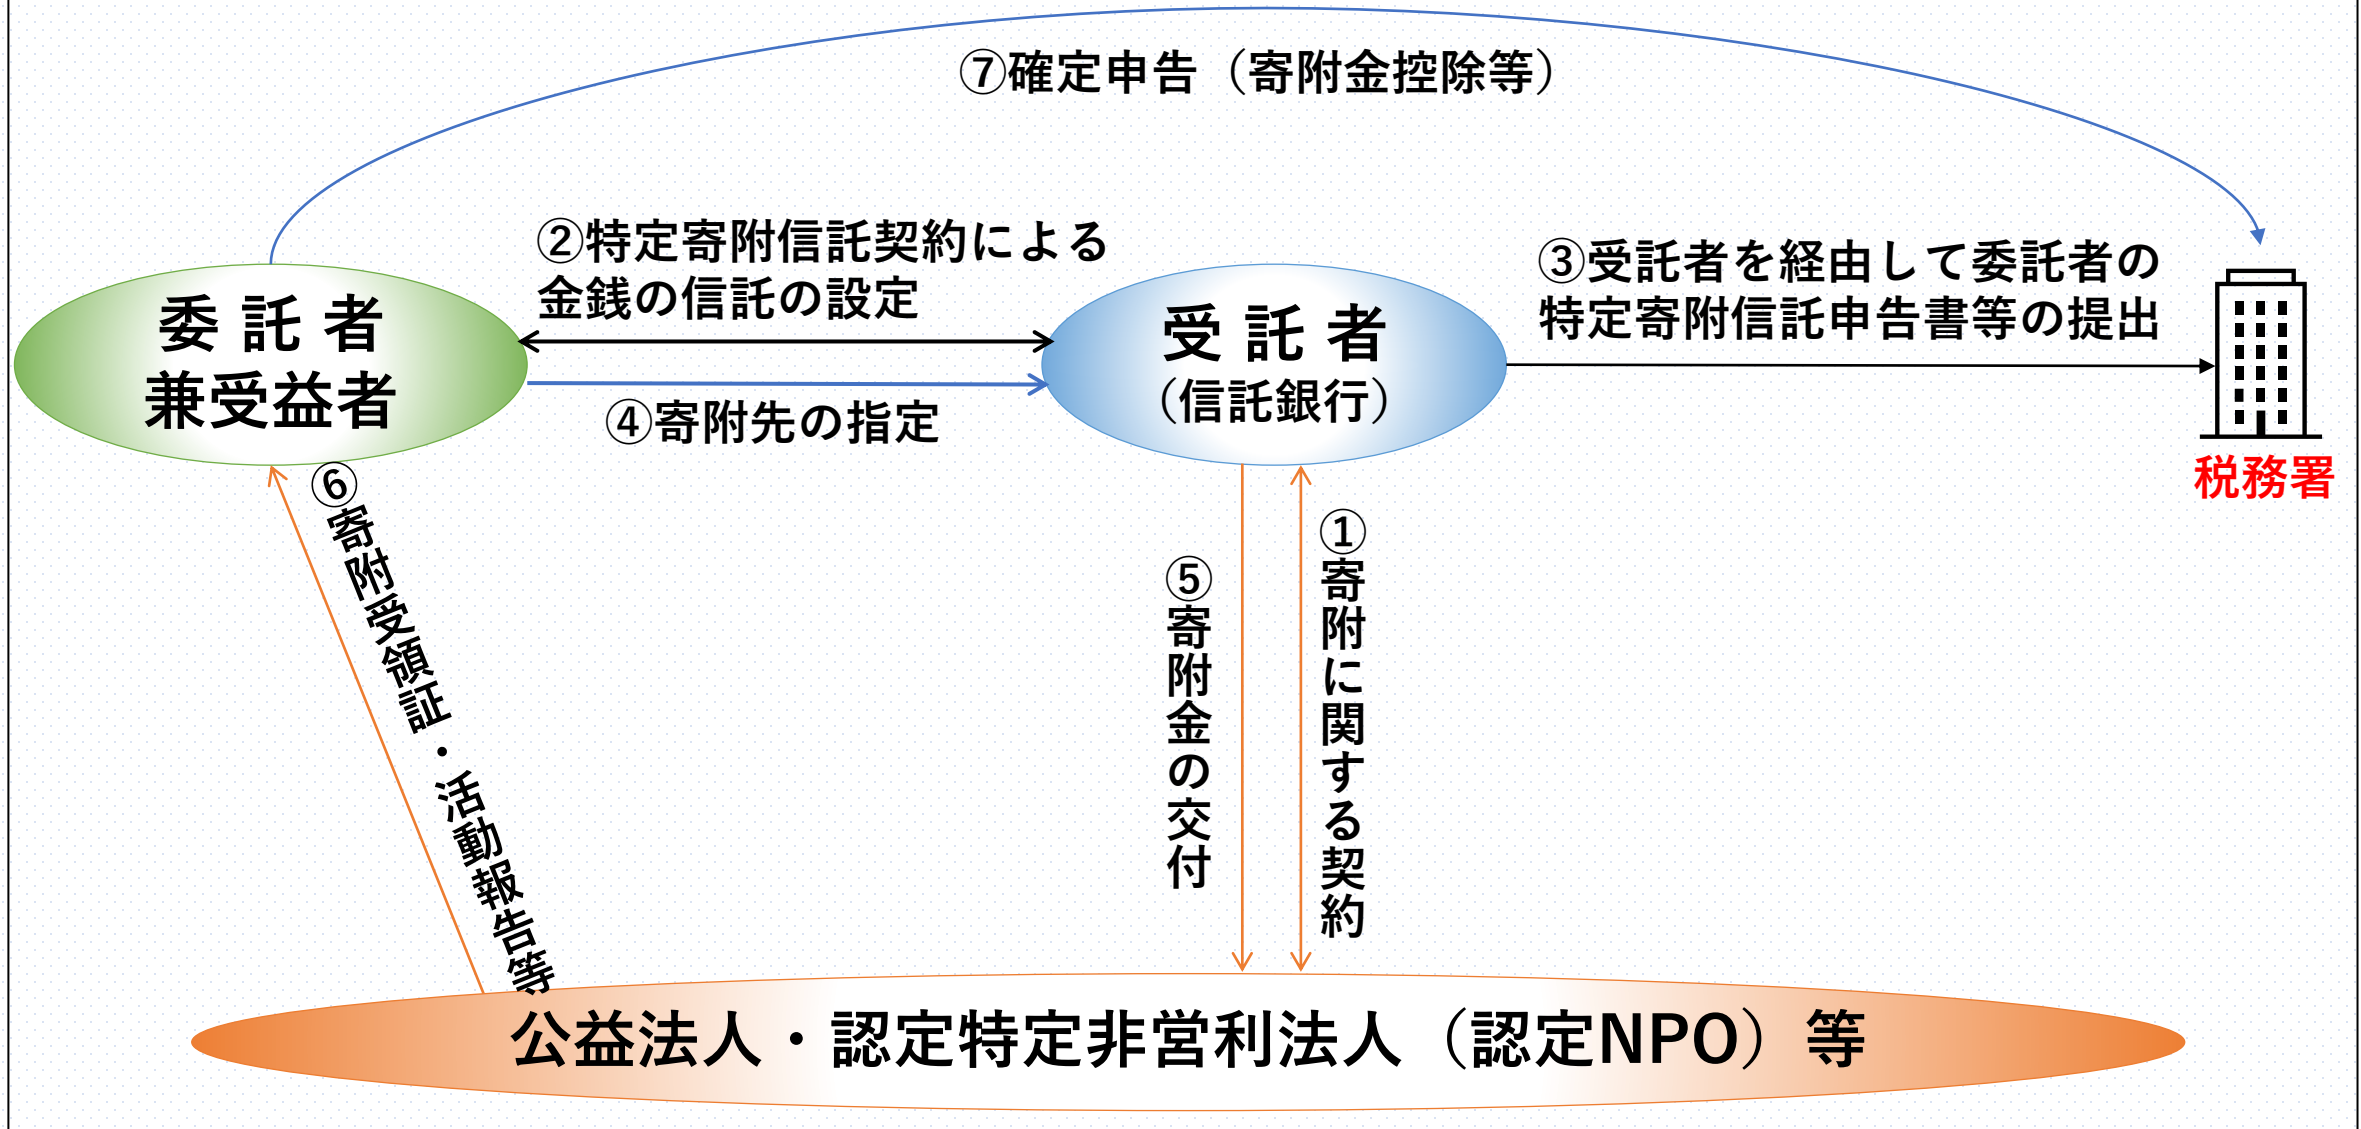 ⑦確定申告（寄附金控除等）
②特定寄附信託契約による
金銭の信託の設定
③受託者を経由して委託者の
特定寄附信託申告書等の提出
委 託 者
兼受益者
受 託 者
（信託銀行）
④寄附先の指定
税務署
⑥寄附受領証・活動報告等
⑤寄附金の交付
①寄附に関する契約
公益法人・認定特定非営利法人（認定NPO）等